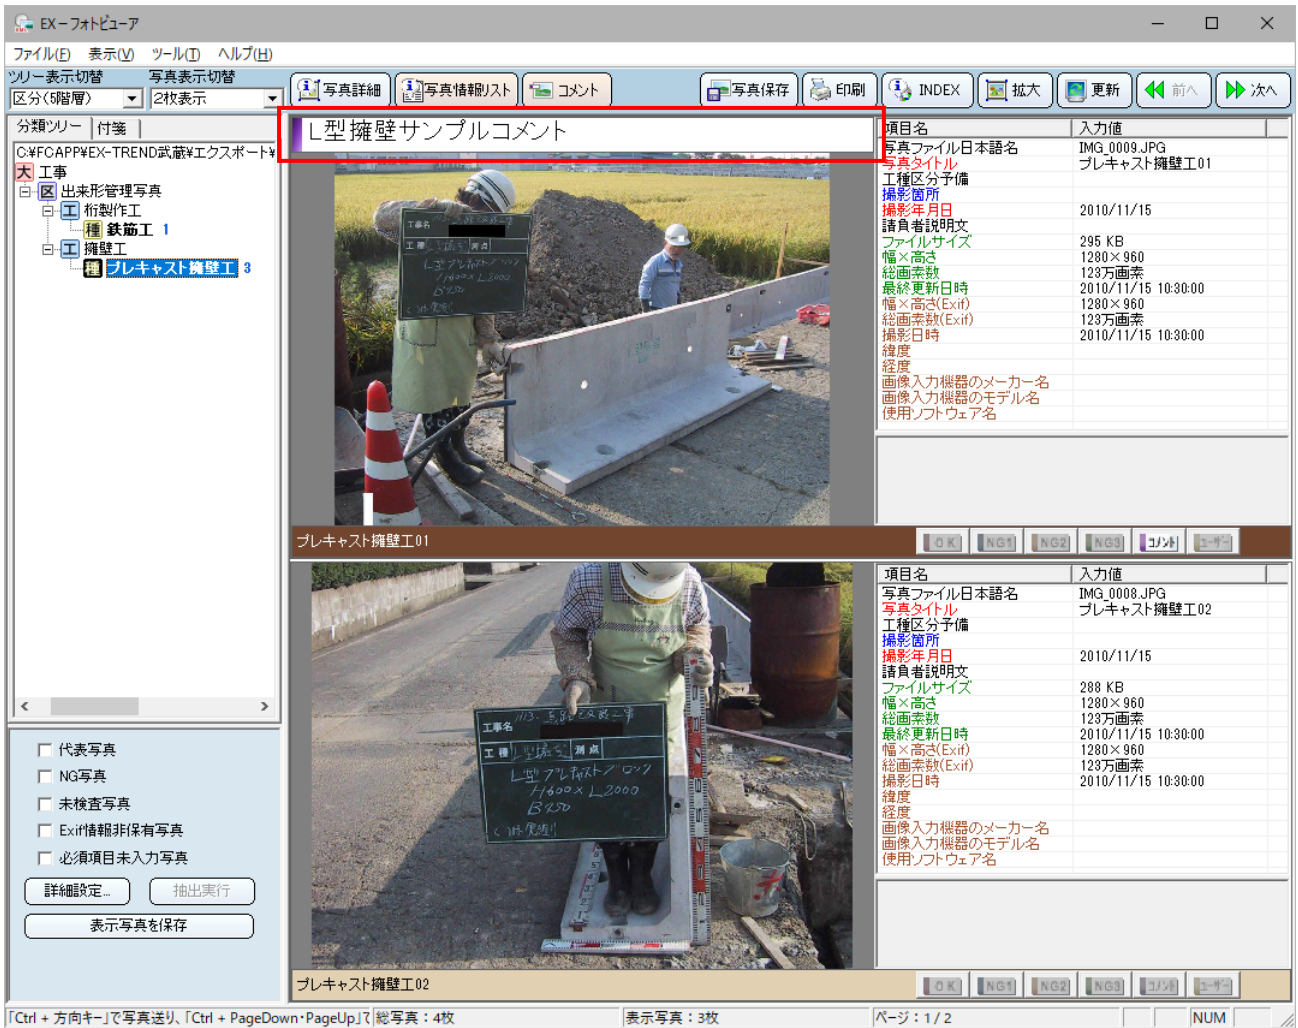 EX－フォトビューア
ファイル(F) 表示(V) ツール(T) ヘルプ(H)
ツリー表示切替 写真表示切替
区分(5階層) 2枚表示
写真詳細 写真情報リスト コメント 写真保存 印刷 INDEX 拡大 更新 前へ 次へ
分類ツリー 付箋
C:¥FCAPP¥EX-TREND武蔵¥エクスポート¥
大 工事
区 出来形管理写真
工 桁製作工
種 鉄筋工 1
工 擁壁工
種 プレキャスト擁壁工 3
代表写真
NG写真
未検査写真
Exif情報非保有写真
必須項目未入力写真
詳細設定... 抽出実行
表示写真を保存
L型擁壁サンプルコメント
工事名
工種 測点
L型プレキャストブロック
H600×L2000
B450
プレキャスト擁壁工01
OK NG1 NG2 NG3 コメント ユーザー
項目名 入力値
写真ファイル日本語名 IMG_0009.JPG
写真タイトル プレキャスト擁壁工01
工種区分予備
撮影箇所
撮影年月日 2010/11/15
請負者説明文
ファイルサイズ 295 KB
幅×高さ 1280×960
総画素数 123万画素
最終更新日時 2010/11/15 10:30:00
幅×高さ(Exif) 1280×960
総画素数(Exif) 123万画素
撮影日時 2010/11/15 10:30:00
緯度
経度
画像入力機器のメーカー名
画像入力機器のモデル名
使用ソフトウェア名
工事名
工種 L型擁壁 測点
L型プレキャストブロック
H600×L2000
B450
プレキャスト擁壁工02
OK NG1 NG2 NG3 コメント ユーザー
項目名 入力値
写真ファイル日本語名 IMG_0008.JPG
写真タイトル プレキャスト擁壁工02
工種区分予備
撮影箇所
撮影年月日 2010/11/15
請負者説明文
ファイルサイズ 288 KB
幅×高さ 1280×960
総画素数 123万画素
最終更新日時 2010/11/15 10:30:00
幅×高さ(Exif) 1280×960
総画素数(Exif) 123万画素
撮影日時 2010/11/15 10:30:00
緯度
経度
画像入力機器のメーカー名
画像入力機器のモデル名
使用ソフトウェア名
「Ctrl + 方向キー」で写真送り、「Ctrl + PageDown・PageUp」で 総写真：4枚 表示写真：3枚 ページ：1 / 2 NUM